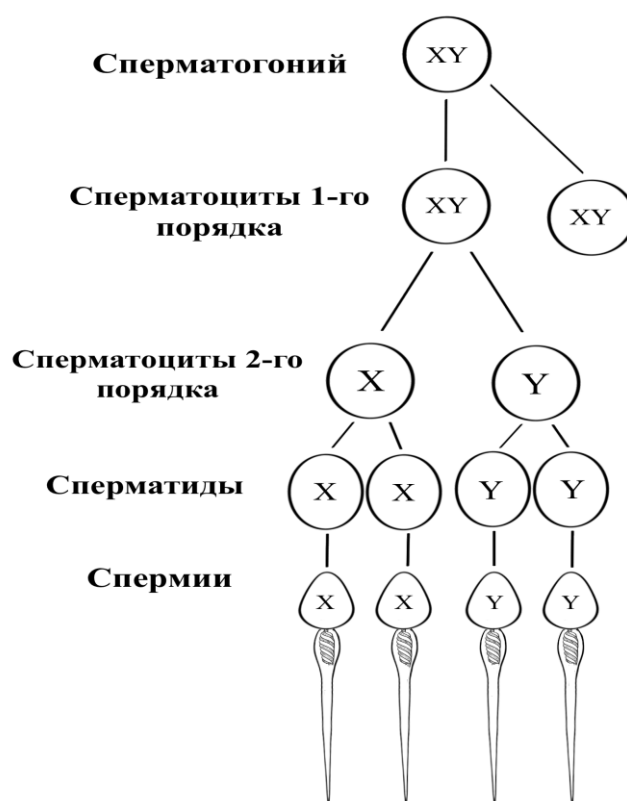 Сперматогоний
XY
Сперматоциты 1-го
порядка
XY
XY
Сперматоциты 2-го
порядка
X
Y
Сперматиды
X
X
Y
Y
Спермии
X
X
Y
Y